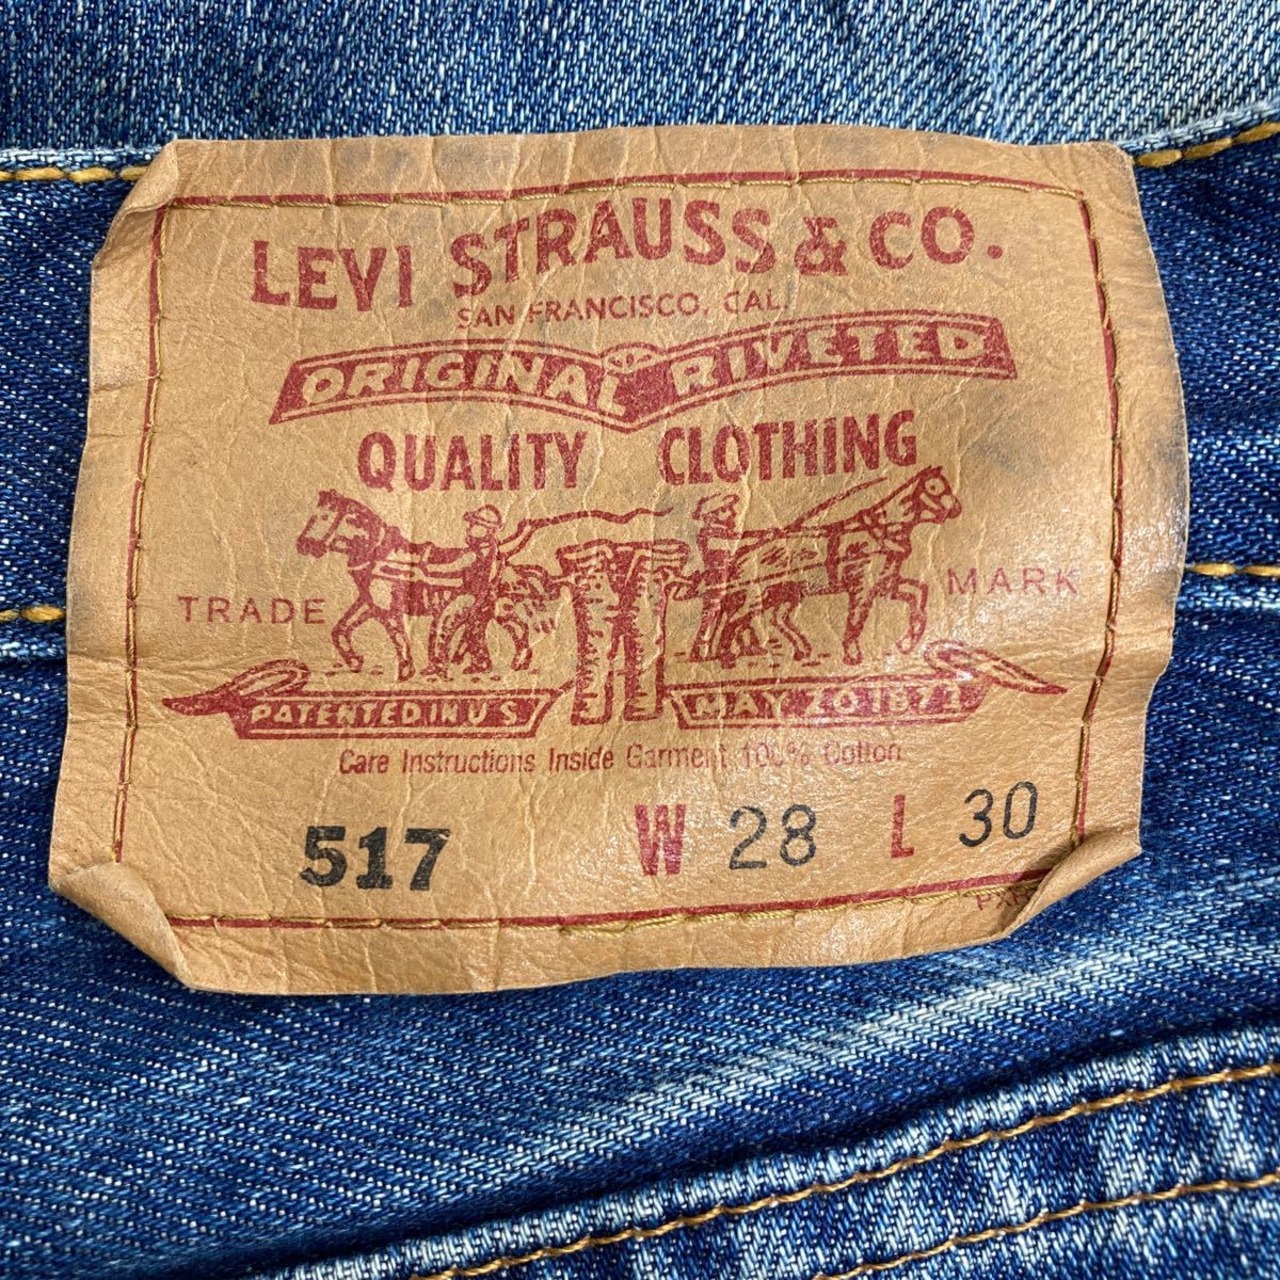 LEVI STRAUSS & CO.
SAN FRANCISCO, CAL.
ORIGINAL RIVETED
QUALITY CLOTHING
TRADE MARK
PATENTED IN U S MAY 20 1873
Care Instructions Inside Garment 100% Cotton
517 W 28 L 30